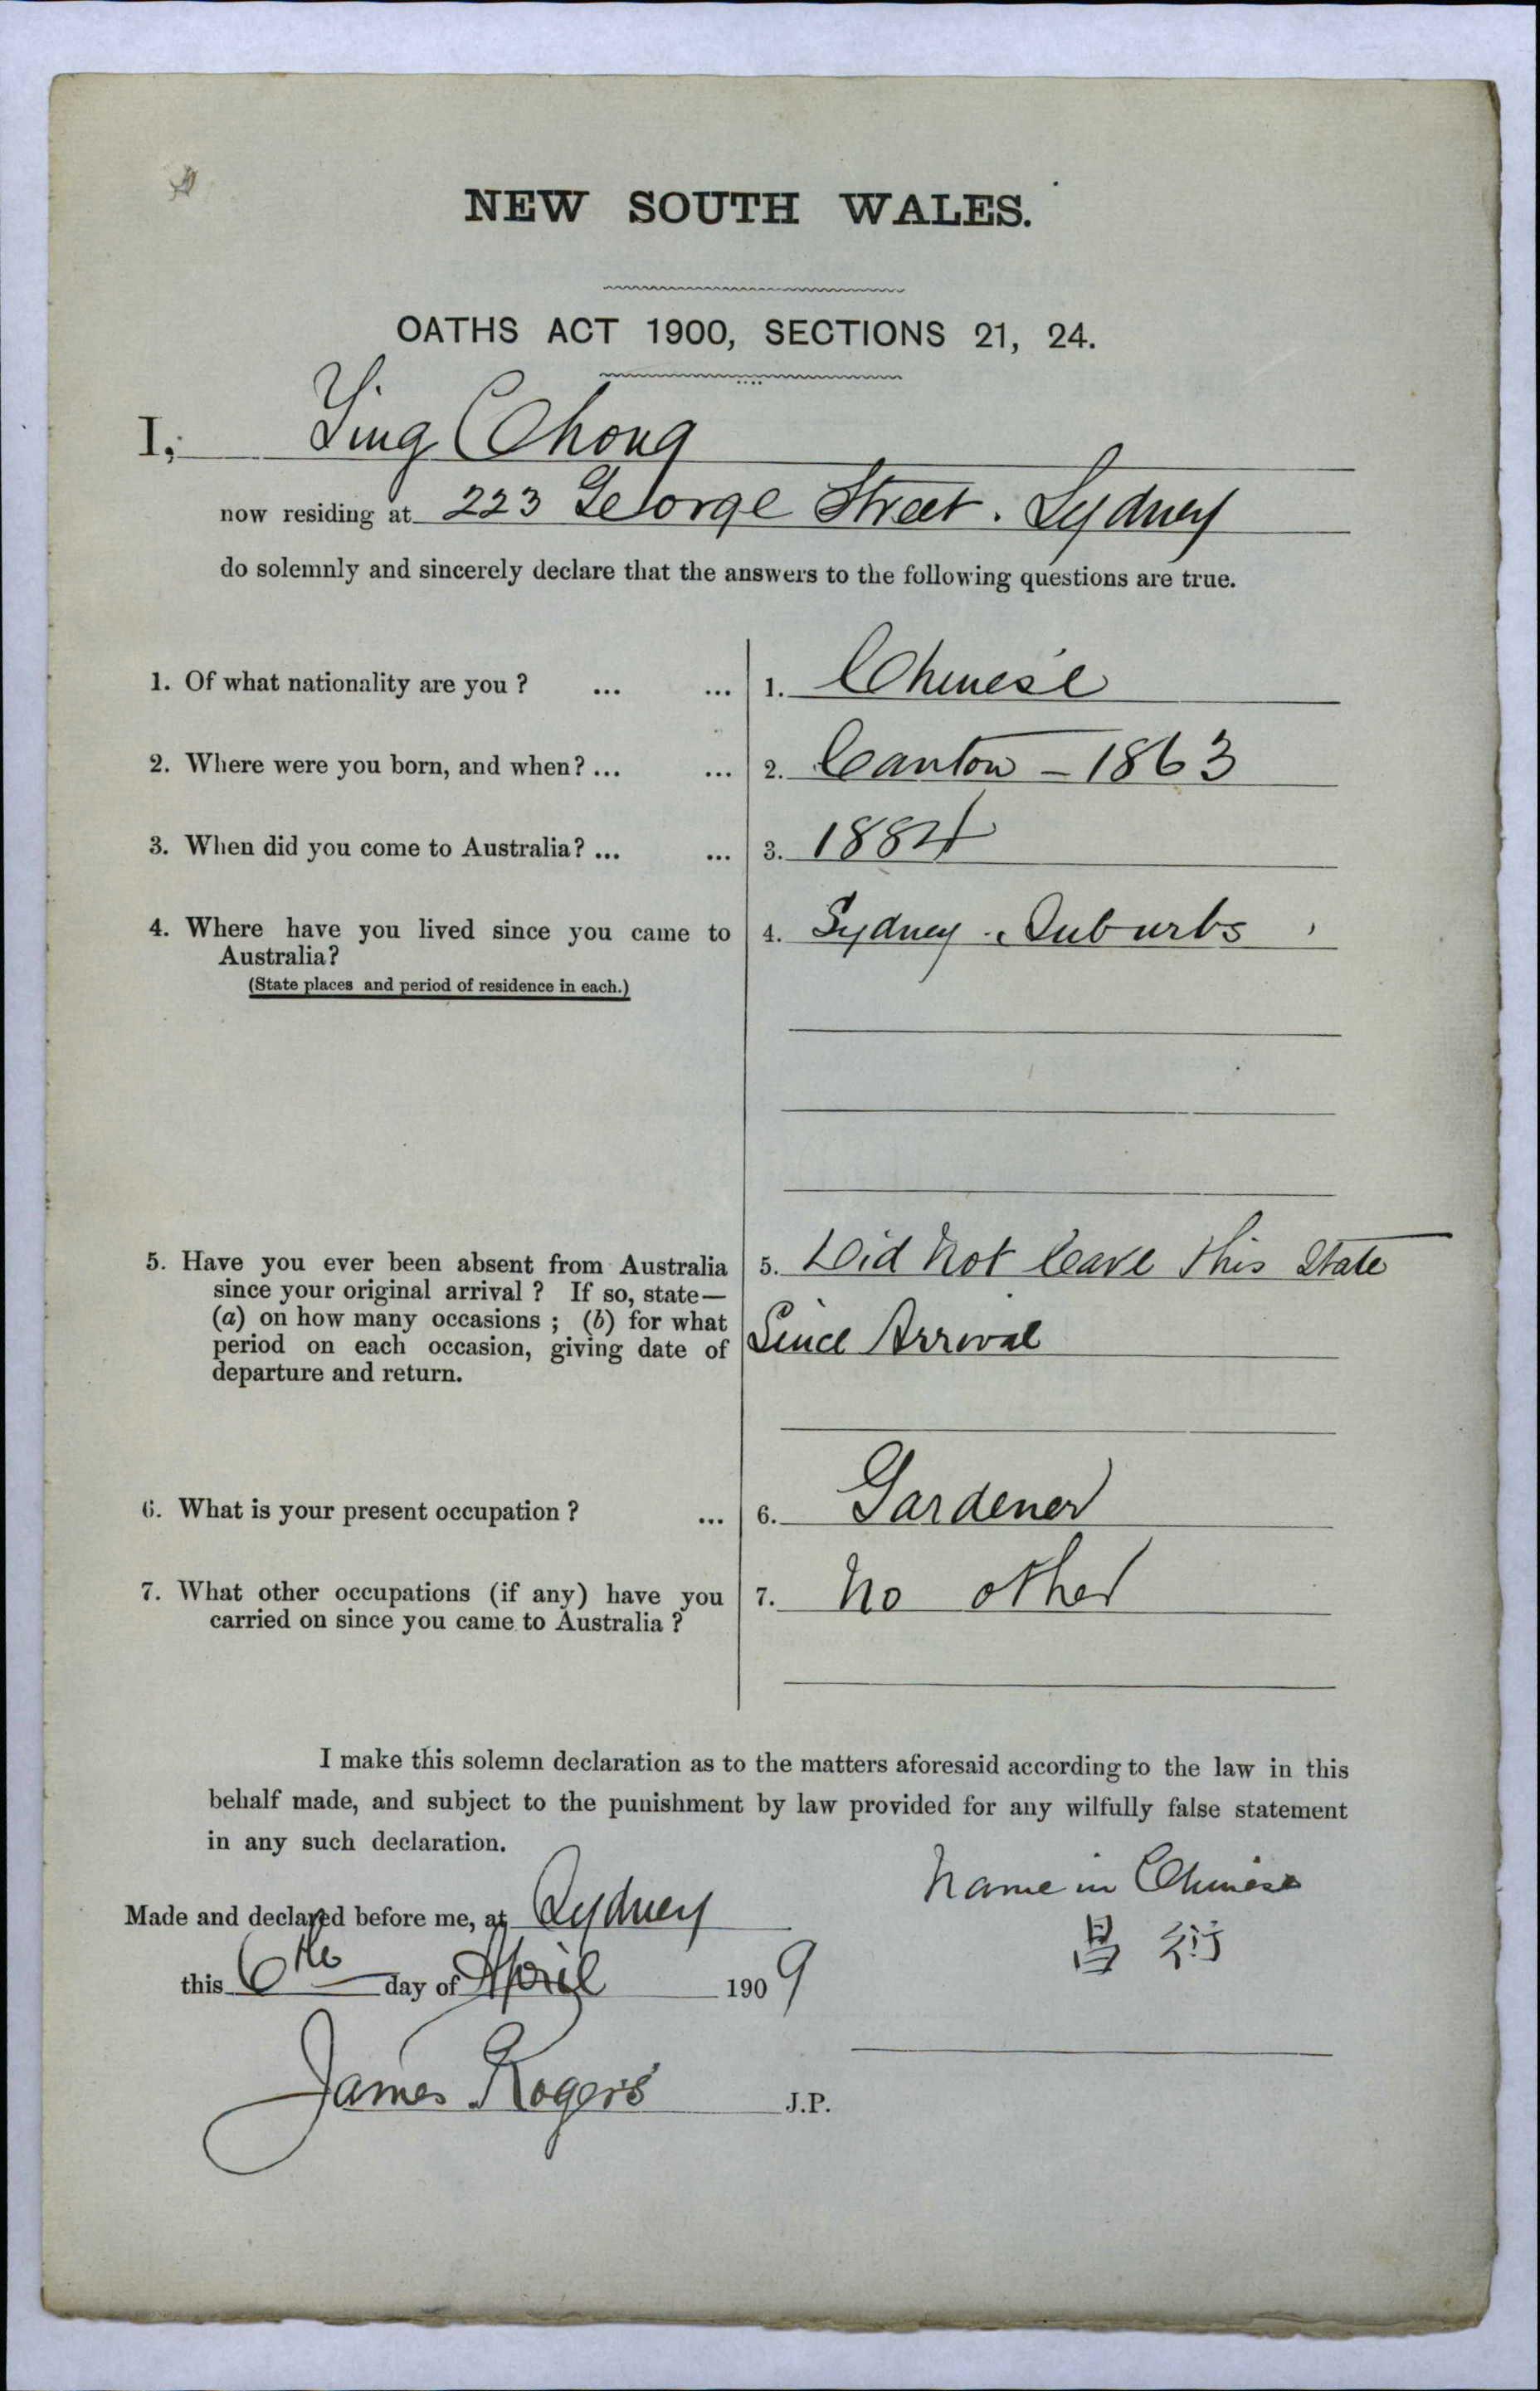 NEW SOUTH WALES.
OATHS ACT 1900, SECTIONS 21, 24.
I, Ying Chong
now residing at 223 George Street. Sydney
do solemnly and sincerely declare that the answers to the following questions are true.
1. Of what nationality are you ? ... ... 1. Chinese
2. Where were you born, and when? ... ... 2. Canton - 1863
3. When did you come to Australia? ... ... 3. 1884
4. Where have you lived since you came to 4. Sydney. Suburbs
Australia?
(State places and period of residence in each.)
5. Have you ever been absent from Australia 5. Did not leave this State
since your original arrival ? If so, state—
(a) on how many occasions ; (b) for what Since Arrival
period on each occasion, giving date of
departure and return.
6. What is your present occupation ? ... 6. Gardener
7. What other occupations (if any) have you 7. No other
carried on since you came to Australia ?
I make this solemn declaration as to the matters aforesaid according to the law in this
behalf made, and subject to the punishment by law provided for any wilfully false statement
in any such declaration.
Name in Chinese
Made and declared before me, at Sydney
昌
this 6th day of April 1909
James Rogers J.P.